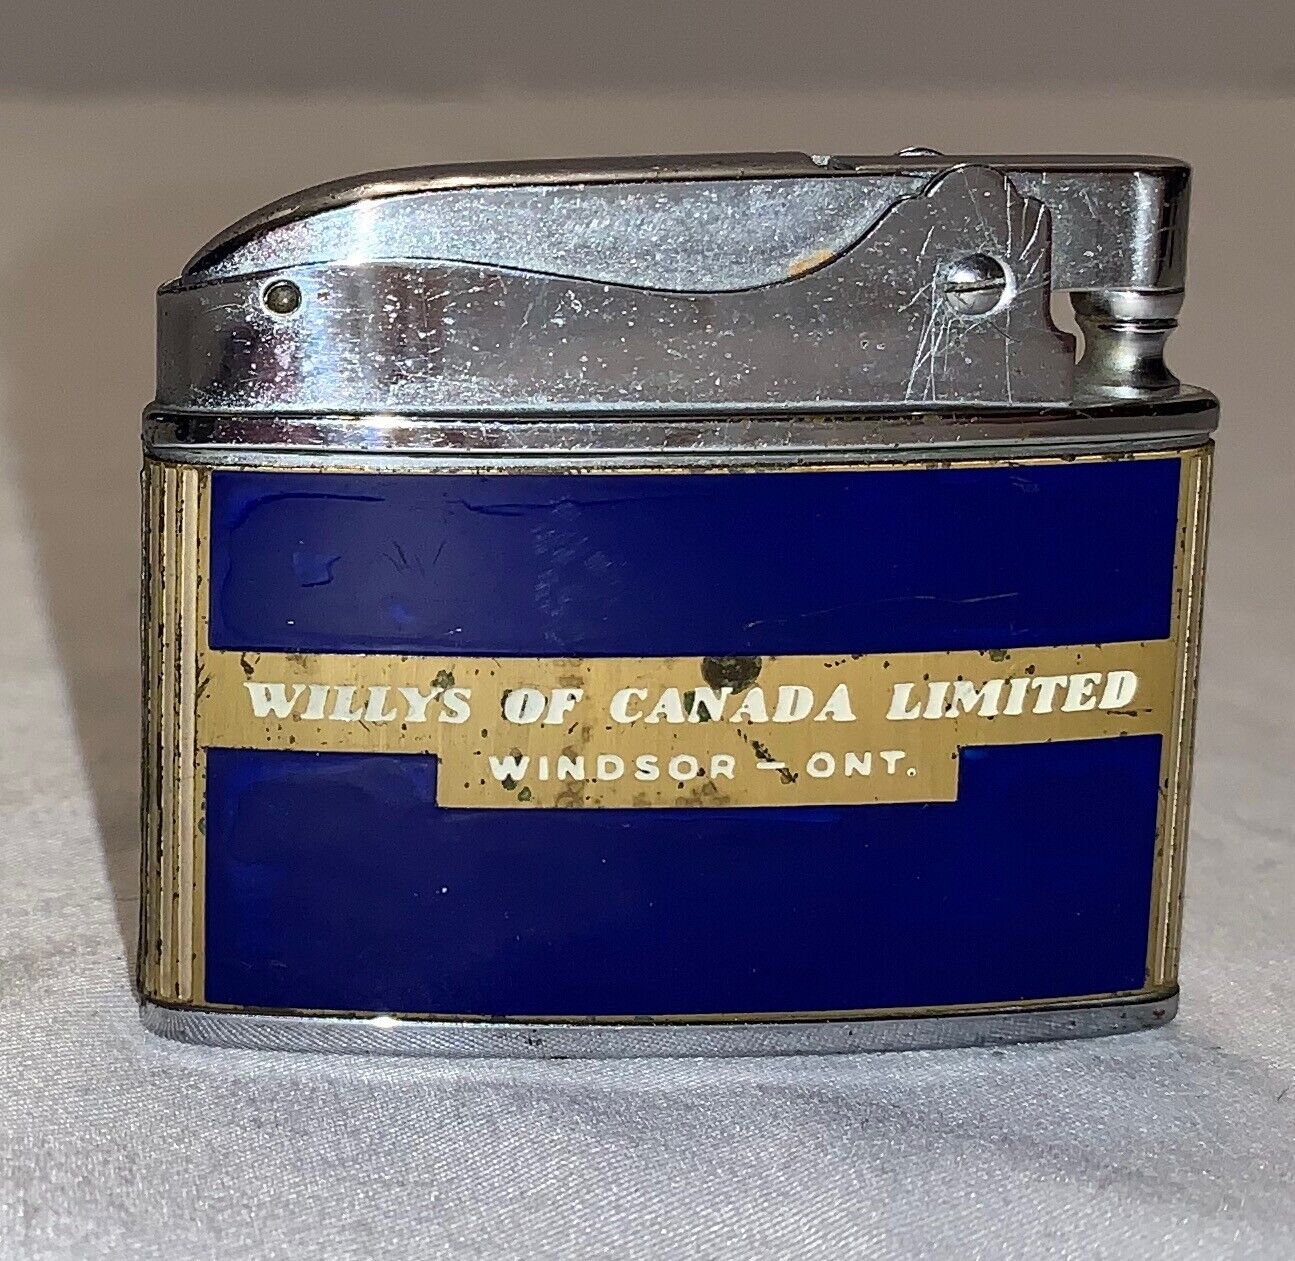 WILLYS OF CANADA LIMITED
WINDSOR - ONT.